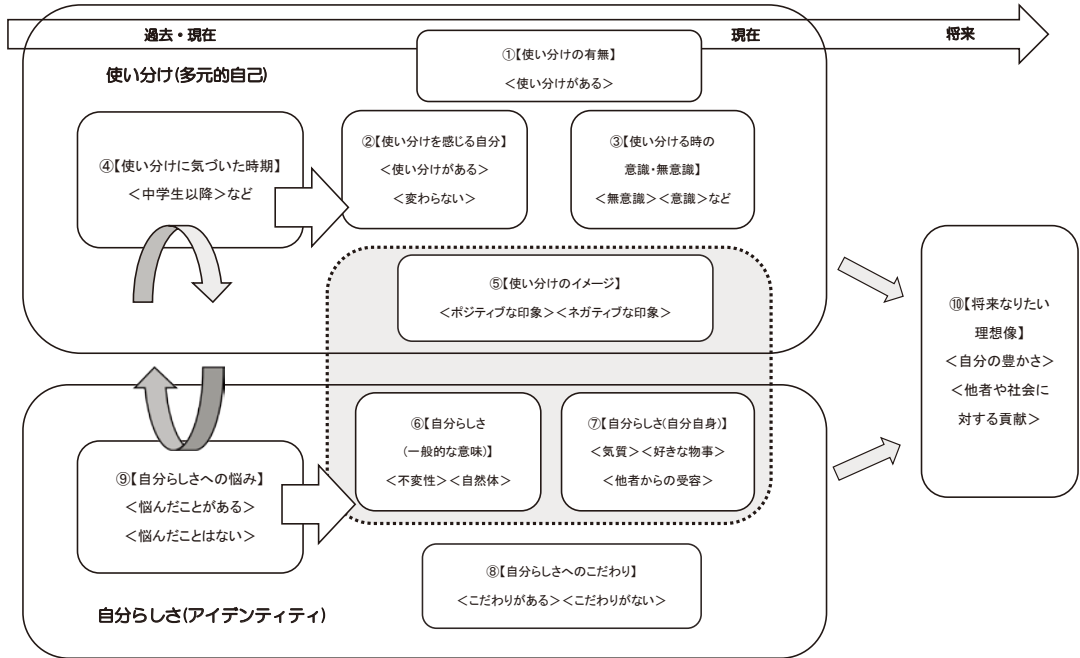 過去・現在
現在
将来
使い分け(多元的自己)
①【使い分けの有無】
＜使い分けがある＞
④【使い分けに気づいた時期】
＜中学生以降＞など
②【使い分けを感じる自分】
＜使い分けがある＞
＜変わらない＞
③【使い分ける時の
意識・無意識】
＜無意識＞＜意識＞など
⑤【使い分けのイメージ】
＜ポジティブな印象＞＜ネガティブな印象＞
⑥【自分らしさ
(一般的な意味)】
＜不変性＞＜自然体＞
⑦【自分らしさ(自分自身)】
＜気質＞＜好きな物事＞
＜他者からの受容＞
⑨【自分らしさへの悩み】
＜悩んだことがある＞
＜悩んだことはない＞
⑧【自分らしさへのこだわり】
＜こだわりがある＞＜こだわりがない＞
自分らしさ(アイデンティティ)
⑩【将来なりたい
理想像】
＜自分の豊かさ＞
＜他者や社会に
対する貢献＞